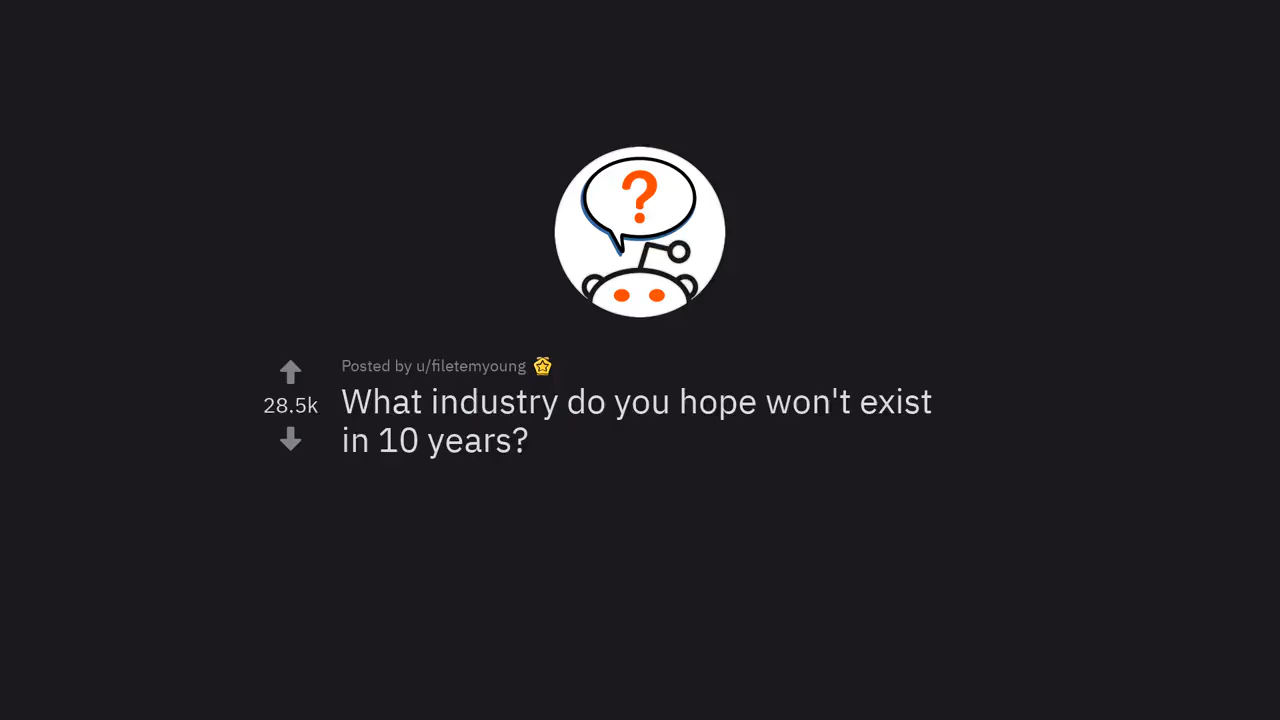 ?
Posted by u/filetemyoung
28.5k
What industry do you hope won't exist
in 10 years?